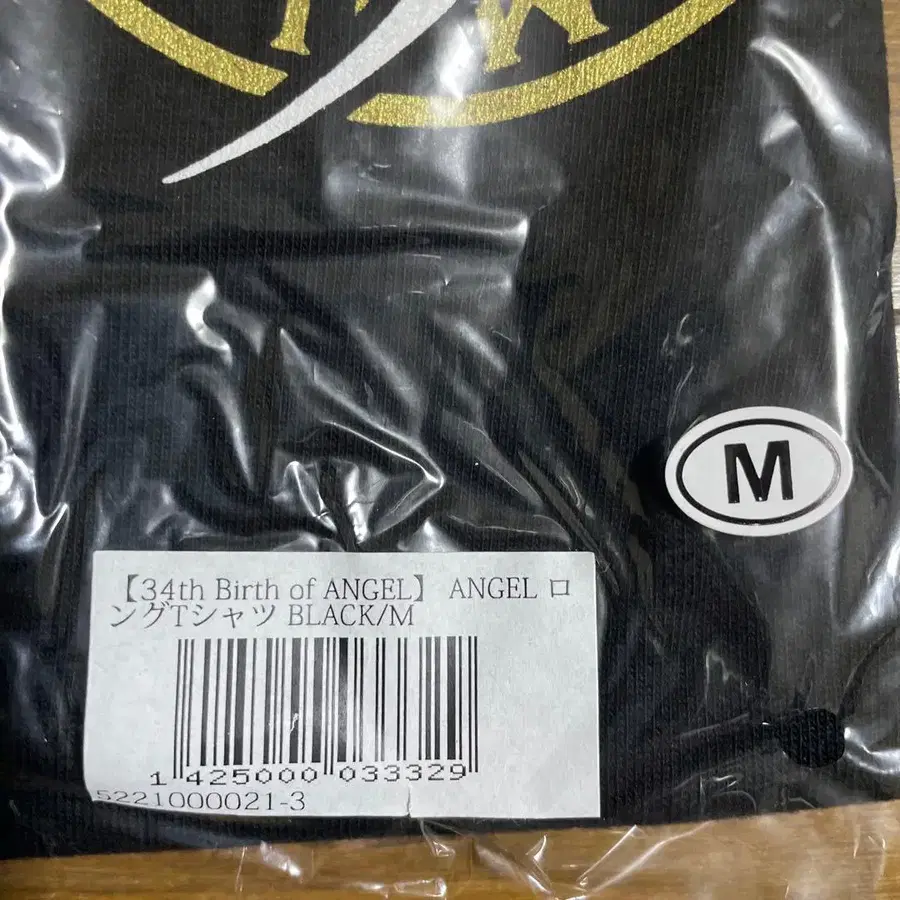 M
【34th Birth of ANGEL】 ANGEL ロ
ングTシャツ BLACK/M
1 425000 033329
5221000021-3